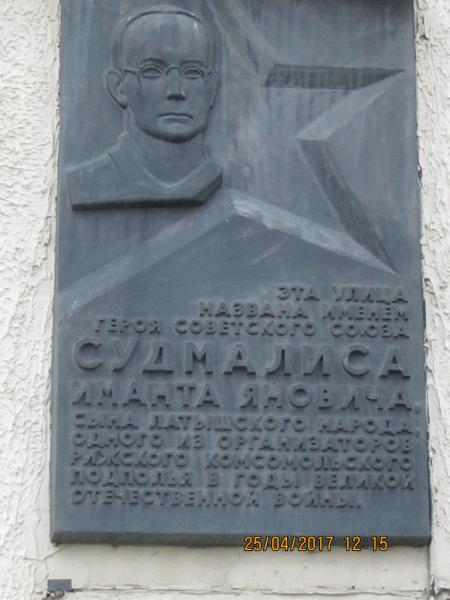 ЭТА УЛИЦА
НАЗВАНА ИМЕНЕМ
ГЕРОЯ СОВЕТСКОГО СОЮЗА
СУДМАЛИСА
ИМАНТА ЯНОВИЧА,
СЫНА ЛАТЫШСКОГО НАРОДА,
ОДНОГО ИЗ ОРГАНИЗАТОРОВ
РИЖСКОГО КОМСОМОЛЬСКОГО
ПОДПОЛЬЯ В ГОДЫ ВЕЛИКОЙ
ОТЕЧЕСТВЕННОЙ ВОЙНЫ.
25/04/2017 12:15